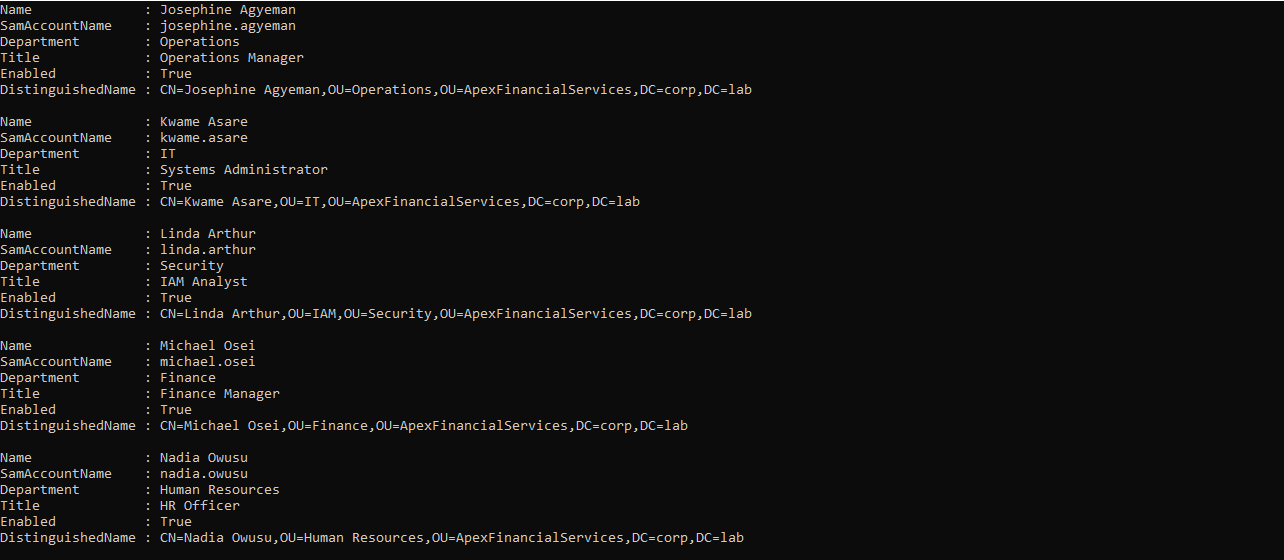 Name              : Josephine Agyeman
SamAccountName    : josephine.agyeman
Department        : Operations
Title             : Operations Manager
Enabled           : True
DistinguishedName : CN=Josephine Agyeman,OU=Operations,OU=ApexFinancialServices,DC=corp,DC=lab

Name              : Kwame Asare
SamAccountName    : kwame.asare
Department        : IT
Title             : Systems Administrator
Enabled           : True
DistinguishedName : CN=Kwame Asare,OU=IT,OU=ApexFinancialServices,DC=corp,DC=lab

Name              : Linda Arthur
SamAccountName    : linda.arthur
Department        : Security
Title             : IAM Analyst
Enabled           : True
DistinguishedName : CN=Linda Arthur,OU=IAM,OU=Security,OU=ApexFinancialServices,DC=corp,DC=lab

Name              : Michael Osei
SamAccountName    : michael.osei
Department        : Finance
Title             : Finance Manager
Enabled           : True
DistinguishedName : CN=Michael Osei,OU=Finance,OU=ApexFinancialServices,DC=corp,DC=lab

Name              : Nadia Owusu
SamAccountName    : nadia.owusu
Department        : Human Resources
Title             : HR Officer
Enabled           : True
DistinguishedName : CN=Nadia Owusu,OU=Human Resources,OU=ApexFinancialServices,DC=corp,DC=lab